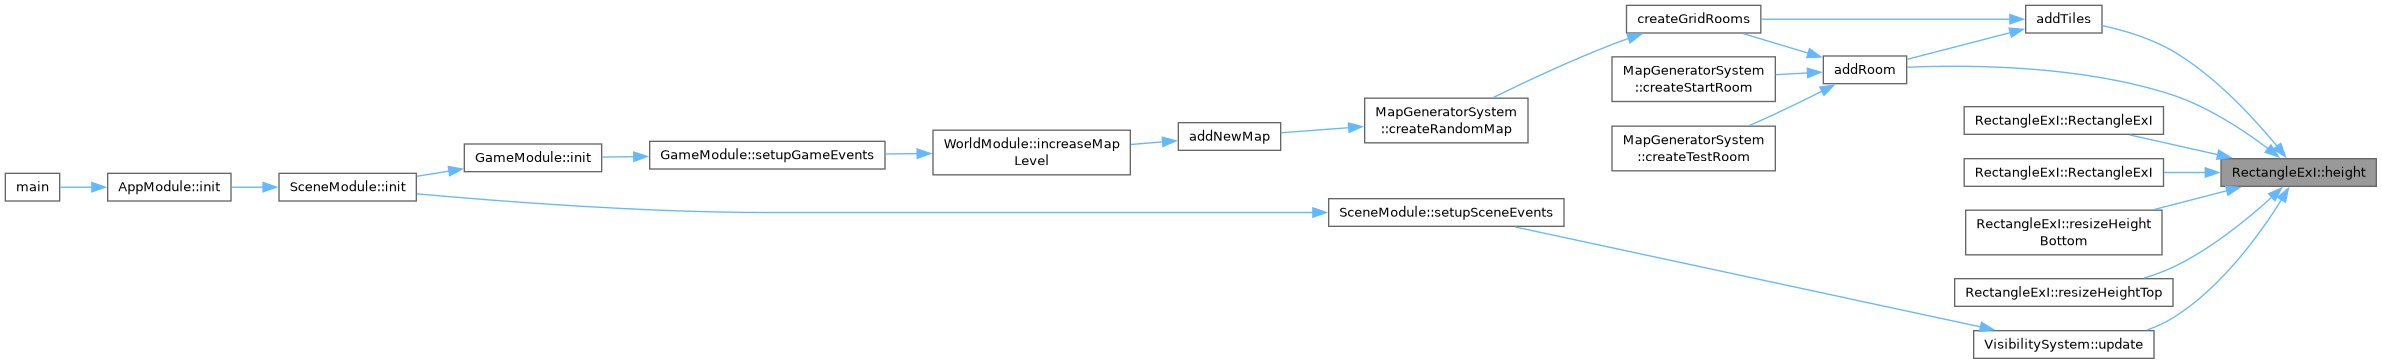 main
AppModule::init
SceneModule::init
GameModule::init
GameModule::setupGameEvents
WorldModule::increaseMap
Level
addNewMap
MapGeneratorSystem
::createRandomMap
createGridRooms
addTiles
MapGeneratorSystem
::createStartRoom
addRoom
MapGeneratorSystem
::createTestRoom
SceneModule::setupSceneEvents
RectangleExI::RectangleExI
RectangleExI::RectangleExI
RectangleExI::height
RectangleExI::resizeHeight
Bottom
RectangleExI::resizeHeightTop
VisibilitySystem::update